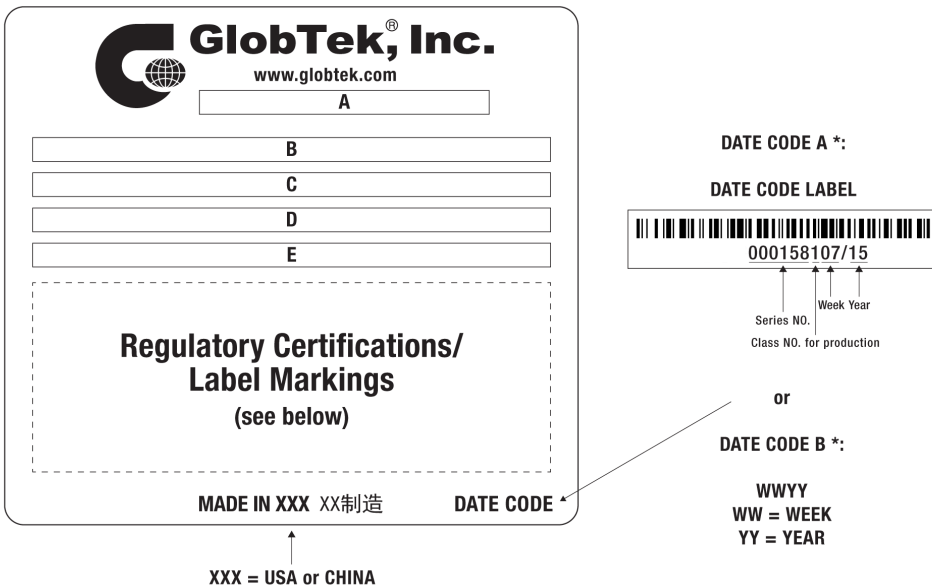 GlobTek,® Inc.
www.globtek.com
A
B
C
D
E
Regulatory Certifications/
Label Markings
(see below)
MADE IN XXX XX制造 DATE CODE
XXX = USA or CHINA
DATE CODE A *:
DATE CODE LABEL
000158107/15
Week Year
Series NO.
Class NO. for production
or
DATE CODE B *:
WWYY
WW = WEEK
YY = YEAR